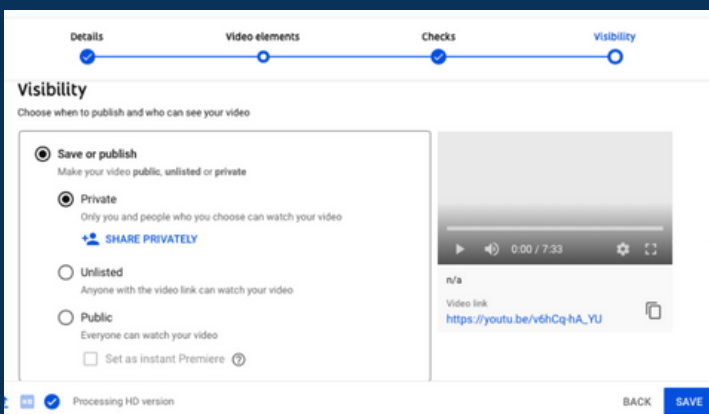 Details
Video elements
Checks
Visibility
Visibility
Choose when to publish and who can see your video
Save or publish
Make your video public, unlisted or private
Private
Only you and people who you choose can watch your video
SHARE PRIVATELY
Unlisted
Anyone with the video link can watch your video
Public
Everyone can watch your video
Set as instant Premiere
0:00 / 7:33
n/a
Video link
https://youtu.be/v6hCq-hA_YU
HD
Processing HD version
BACK
SAVE